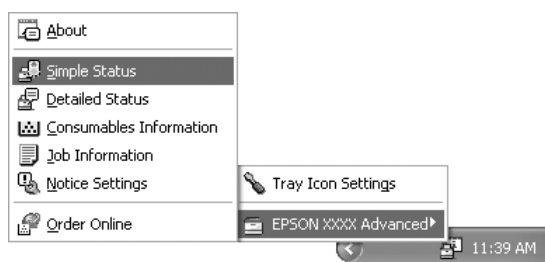 About
Simple Status
Detailed Status
Consumables Information
Job Information
Notice Settings
Order Online
Tray Icon Settings
EPSON XXXX Advanced
11:39 AM